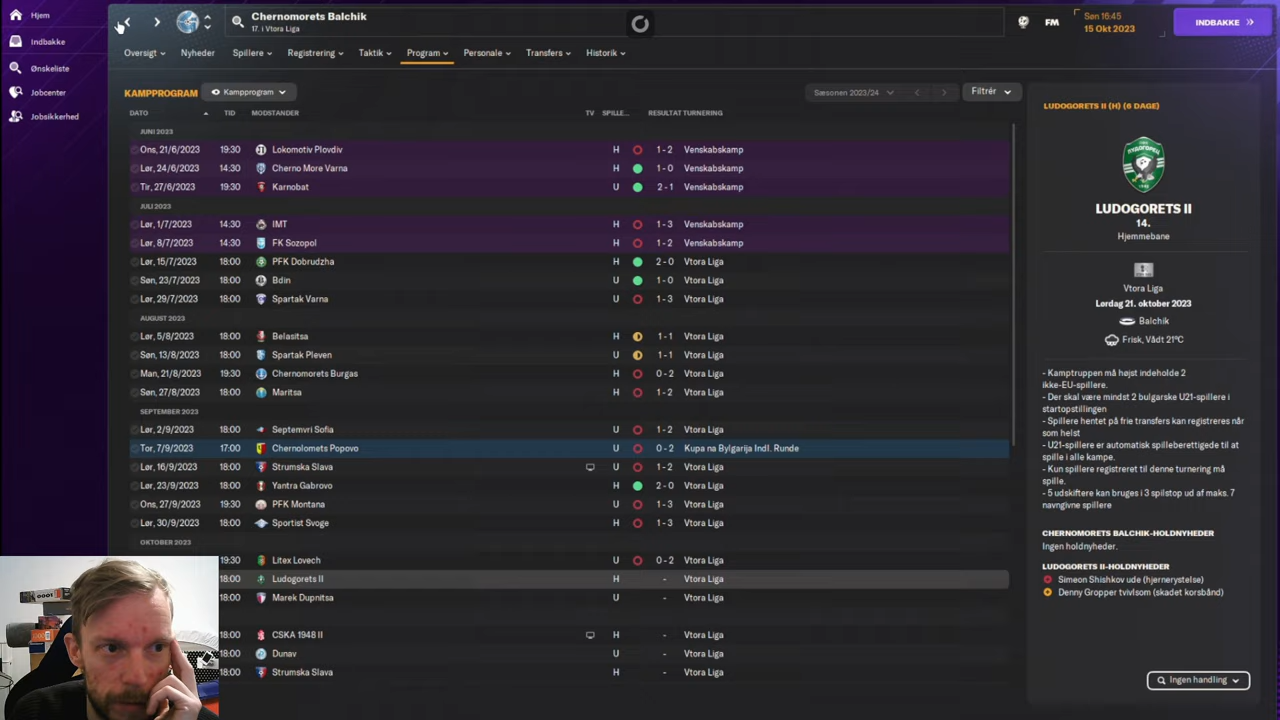 Hjem
Indbakke
Ønskeliste
Jobcenter
Jobsikkerhed
Chernomorets Balchik
17. i Vtora Liga
FM
Søn 16:45
15 Okt 2023
INDBAKKE
Oversigt Nyheder Spillere Registrering Taktik Program Personale Transfers Historik
KAMPPROGRAM Kampprogram Sæsonen 2023/24 Filtrér
DATO TID MODSTANDER TV SPILLE... RESULTAT TURNERING
JUNI 2023
Ons, 21/6/2023 19:30 Lokomotiv Plovdiv H 1 - 2 Venskabskamp
Lør, 24/6/2023 14:30 Cherno More Varna H 1 - 0 Venskabskamp
Tir, 27/6/2023 19:30 Karnobat U 2 - 1 Venskabskamp
JULI 2023
Lør, 1/7/2023 14:30 IMT H 1 - 3 Venskabskamp
Lør, 8/7/2023 14:30 FK Sozopol H 1 - 2 Venskabskamp
Lør, 15/7/2023 18:00 PFK Dobrudzha H 2 - 0 Vtora Liga
Søn, 23/7/2023 18:00 Bdin U 1 - 0 Vtora Liga
Lør, 29/7/2023 18:00 Spartak Varna U 1 - 3 Vtora Liga
AUGUST 2023
Lør, 5/8/2023 18:00 Belasitsa H 1 - 1 Vtora Liga
Søn, 13/8/2023 18:00 Spartak Pleven U 1 - 1 Vtora Liga
Man, 21/8/2023 19:30 Chernomorets Burgas H 0 - 2 Vtora Liga
Søn, 27/8/2023 18:00 Maritsa H 1 - 2 Vtora Liga
SEPTEMBER 2023
Lør, 2/9/2023 18:00 Septemvri Sofia U 1 - 2 Vtora Liga
Tor, 7/9/2023 17:00 Chernolomets Popovo U 0 - 2 Kupa na Bylgarija Indl. Runde
Lør, 16/9/2023 18:00 Strumska Slava U 1 - 2 Vtora Liga
Lør, 23/9/2023 18:00 Yantra Gabrovo H 2 - 0 Vtora Liga
Ons, 27/9/2023 19:30 PFK Montana U 1 - 3 Vtora Liga
Lør, 30/9/2023 18:00 Sportist Svoge H 1 - 3 Vtora Liga
OKTOBER 2023
19:30 Litex Lovech U 0 - 2 Vtora Liga
18:00 Ludogorets II H - Vtora Liga
18:00 Marek Dupnitsa U - Vtora Liga
18:00 CSKA 1948 II H - Vtora Liga
18:00 Dunav U - Vtora Liga
18:00 Strumska Slava H - Vtora Liga
LUDOGORETS II (H) (6 DAGE)
ЛУДОГОРЕЦ
LUDOGORETS II
14.
Hjemmebane
Vtora Liga
Lørdag 21. oktober 2023
Balchik
Frisk, Vådt 21°C
- Kamptruppen må højst indeholde 2
ikke-EU-spillere.
- Der skal være mindst 2 bulgarske U21-spillere i
startopstillingen
- Spillere hentet på frie transfers kan registreres når
som helst
- U21-spillere er automatisk spilleberettigede til at
spille i alle kampe.
- Kun spillere registreret til denne turnering må
spille.
- 5 udskiftere kan bruges i 3 spilstop ud af maks. 7
navngivne spillere
CHERNOMORETS BALCHIK-HOLDNYHEDER
Ingen holdnyheder.
LUDOGORETS II-HOLDNYHEDER
Simeon Shishkov ude (hjernerystelse)
Denny Gropper tvivlsom (skadet korsbånd)
Ingen handling